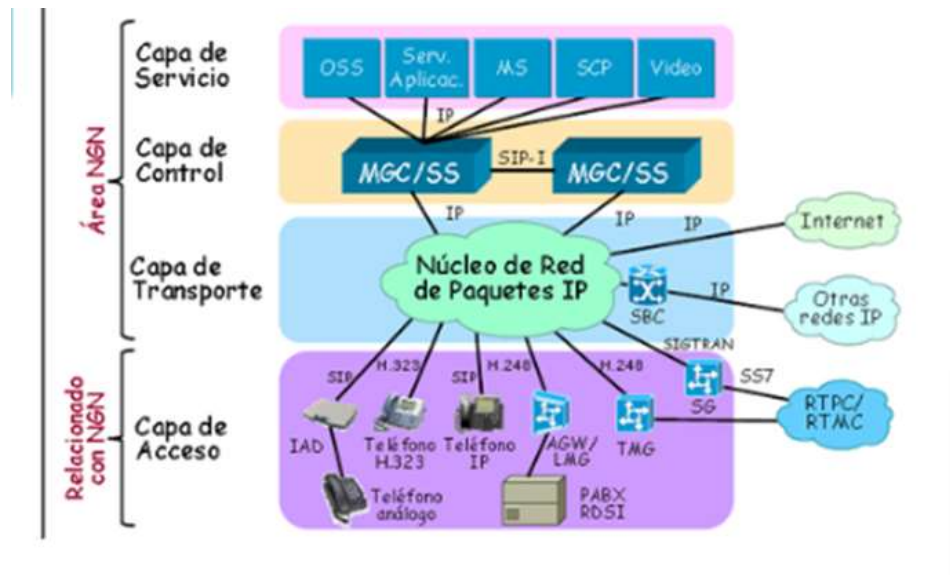 Capa de
Servicio
OSS
Serv.
Aplicac.
MS
SCP
Video
IP
Área NGN
Capa de
Control
MGC/SS
SIP-I
MGC/SS
IP
IP
IP
Internet
Capa de
Transporte
Núcleo de Red
de Paquetes IP
SBC
IP
Otras
redes IP
SIGTRAN
Relacionado
con NGN
Capa de
Acceso
SIP
H.323
SIP
H.248
H.248
SG
SS7
RTPC/
RTMC
IAD
Teléfono
H.323
Teléfono
IP
AGW/
LMG
TMG
Teléfono
análogo
PABX
RDSI